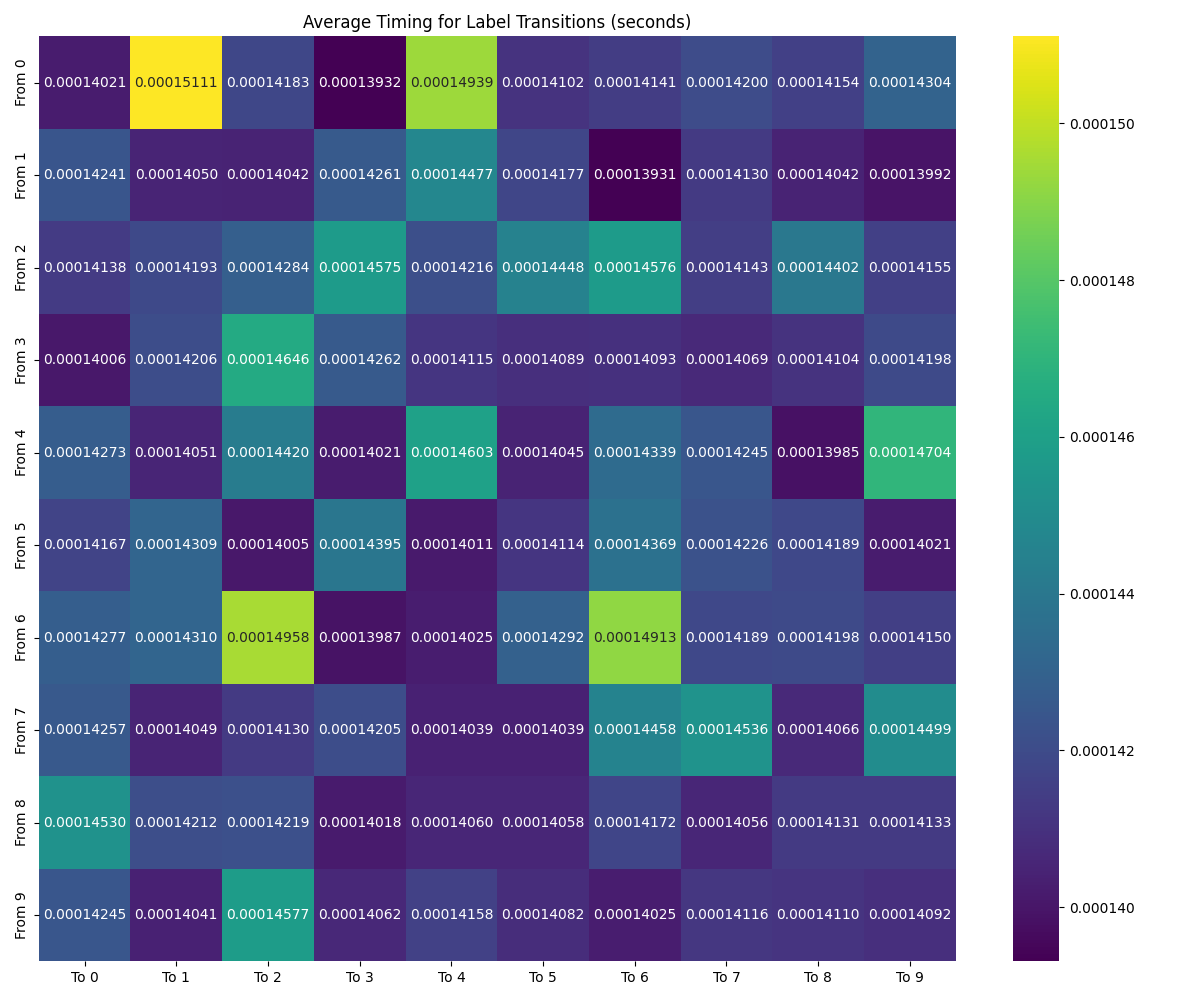 Average Timing for Label Transitions (seconds)
From 0 0.00014021 0.00015111 0.00014183 0.00013932 0.00014939 0.00014102 0.00014141 0.00014200 0.00014154 0.00014304
From 1 0.00014241 0.00014050 0.00014042 0.00014261 0.00014477 0.00014177 0.00013931 0.00014130 0.00014042 0.00013992
From 2 0.00014138 0.00014193 0.00014284 0.00014575 0.00014216 0.00014448 0.00014576 0.00014143 0.00014402 0.00014155
From 3 0.00014006 0.00014206 0.00014646 0.00014262 0.00014115 0.00014089 0.00014093 0.00014069 0.00014104 0.00014198
From 4 0.00014273 0.00014051 0.00014420 0.00014021 0.00014603 0.00014045 0.00014339 0.00014245 0.00013985 0.00014704
From 5 0.00014167 0.00014309 0.00014005 0.00014395 0.00014011 0.00014114 0.00014369 0.00014226 0.00014189 0.00014021
From 6 0.00014277 0.00014310 0.00014958 0.00013987 0.00014025 0.00014292 0.00014913 0.00014189 0.00014198 0.00014150
From 7 0.00014257 0.00014049 0.00014130 0.00014205 0.00014039 0.00014039 0.00014458 0.00014536 0.00014066 0.00014499
From 8 0.00014530 0.00014212 0.00014219 0.00014018 0.00014060 0.00014058 0.00014172 0.00014056 0.00014131 0.00014133
From 9 0.00014245 0.00014041 0.00014577 0.00014062 0.00014158 0.00014082 0.00014025 0.00014116 0.00014110 0.00014092
To 0 To 1 To 2 To 3 To 4 To 5 To 6 To 7 To 8 To 9
0.000150
0.000148
0.000146
0.000144
0.000142
0.000140